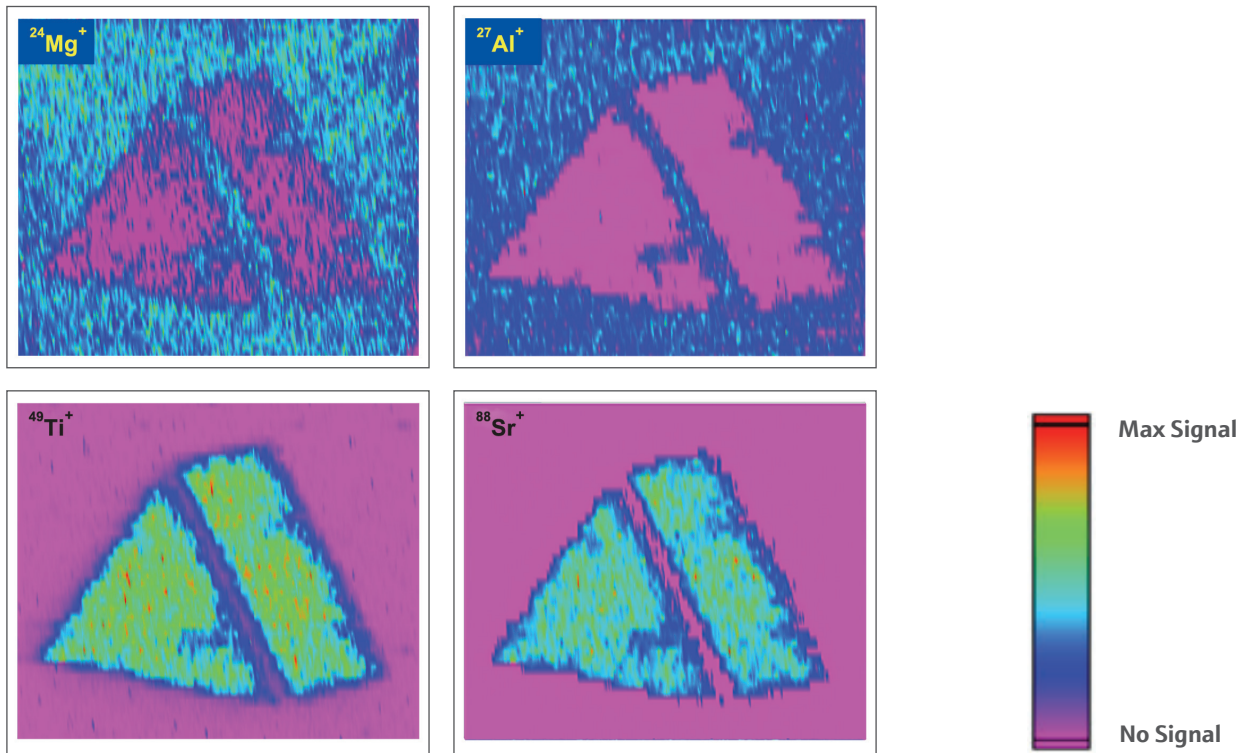 ²⁴Mg⁺
²⁷Al⁺
⁴⁹Ti⁺
⁸⁸Sr⁺
Max Signal
No Signal